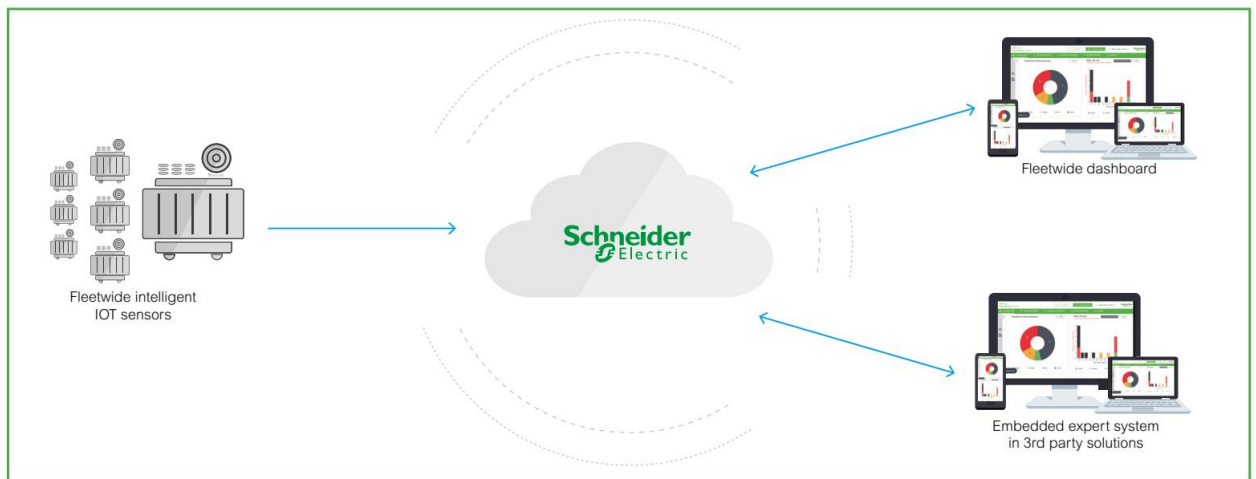 Fleetwide intelligent
IOT sensors
Schneider
Electric
Fleetwide dashboard
Embedded expert system
in 3rd party solutions